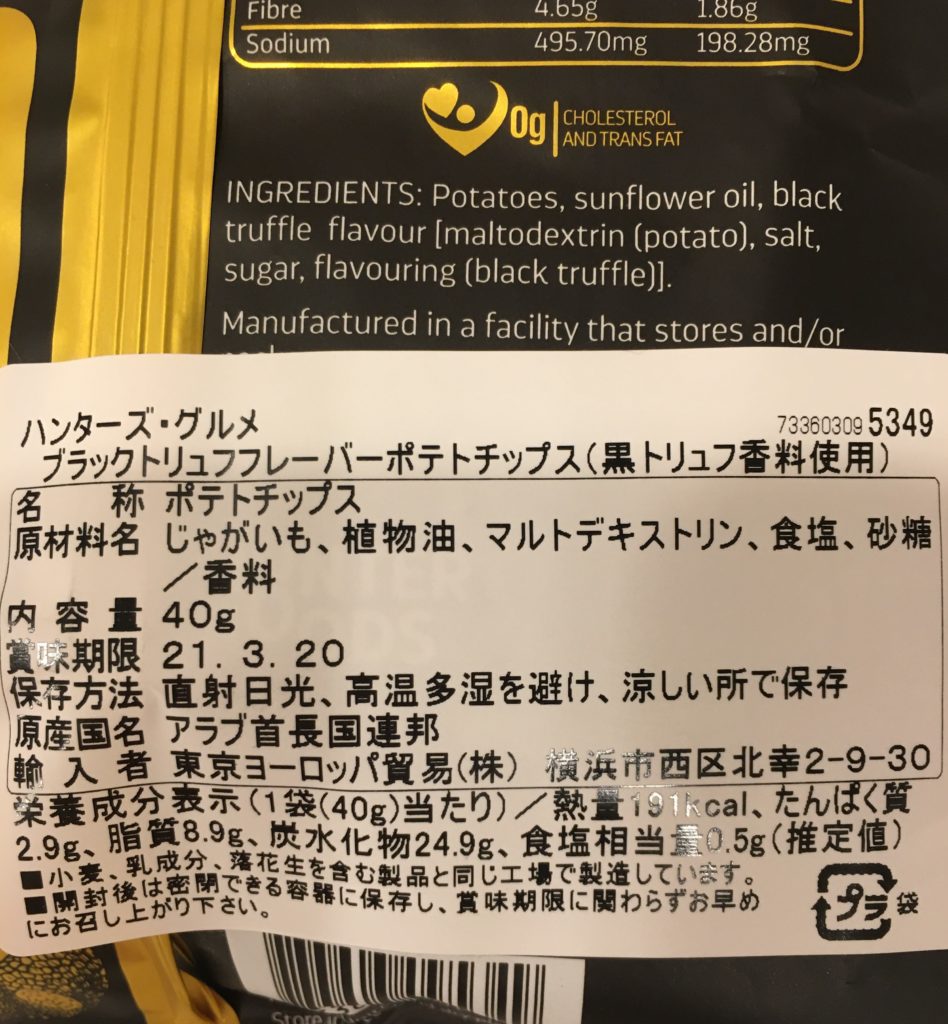 Fibre 4.65g 1.86g
Sodium 495.70mg 198.28mg
0g CHOLESTEROL
AND TRANS FAT
INGREDIENTS: Potatoes, sunflower oil, black
truffle flavour [maltodextrin (potato), salt,
sugar, flavouring (black truffle)].
Manufactured in a facility that stores and/or
ハンターズ・グルメ 73360309 5349
ブラックトリュフフレーバーポテトチップス(黒トリュフ香料使用)
名称 ポテトチップス
原材料名 じゃがいも、植物油、マルトデキストリン、食塩、砂糖
/香料
内容量 40g
賞味期限 21. 3. 20
保存方法 直射日光、高温多湿を避け、涼しい所で保存
原産国名 アラブ首長国連邦
輸入者 東京ヨーロッパ貿易(株) 横浜市西区北幸2-9-30
栄養成分表示(1袋(40g)当たり)/熱量191kcal、たんぱく質
2.9g、脂質8.9g、炭水化物24.9g、食塩相当量0.5g(推定値)
■小麦、乳成分、落花生を含む製品と同じ工場で製造しています。
■開封後は密閉できる容器に保存し、賞味期限に関わらずお早め
にお召し上がり下さい。
プラ 袋
Store